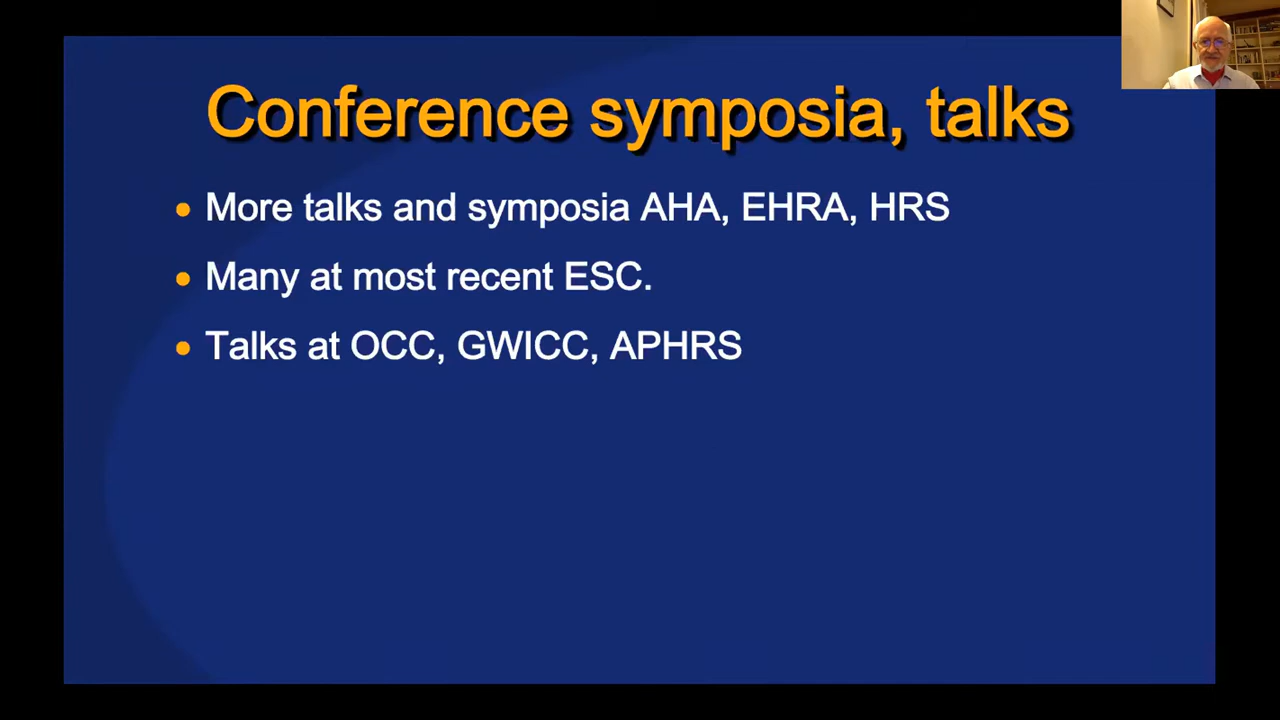 Conference symposia, talks
• More talks and symposia AHA, EHRA, HRS
• Many at most recent ESC.
• Talks at OCC, GWICC, APHRS